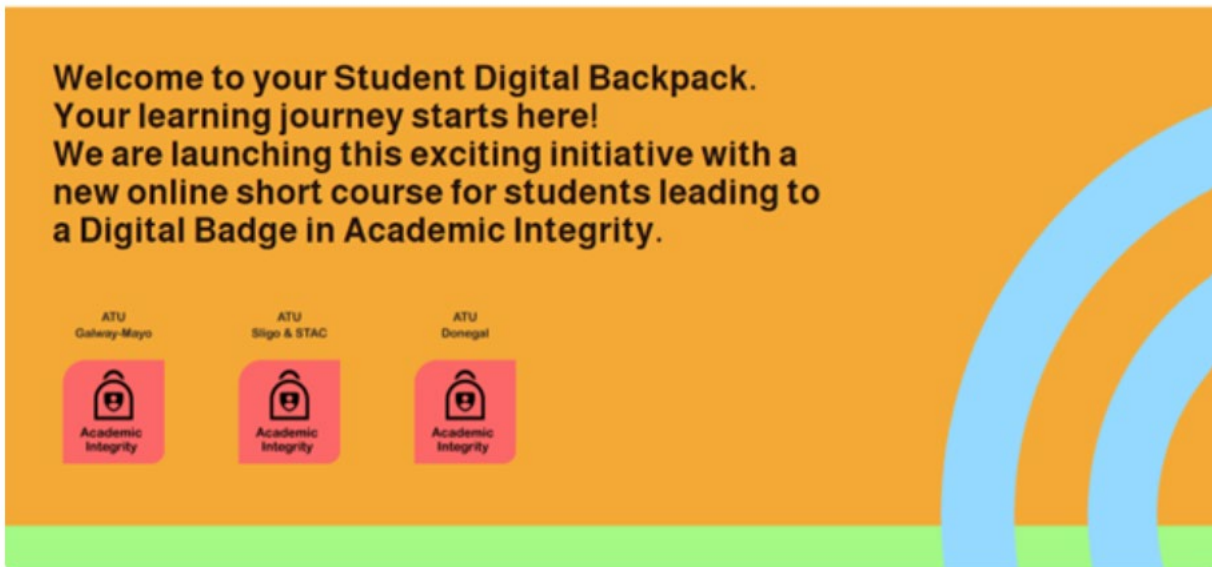 Welcome to your Student Digital Backpack.
Your learning journey starts here!
We are launching this exciting initiative with a
new online short course for students leading to
a Digital Badge in Academic Integrity.
ATU
Galway-Mayo
ATU
Sligo & STAC
ATU
Donegal
Academic
Integrity
Academic
Integrity
Academic
Integrity